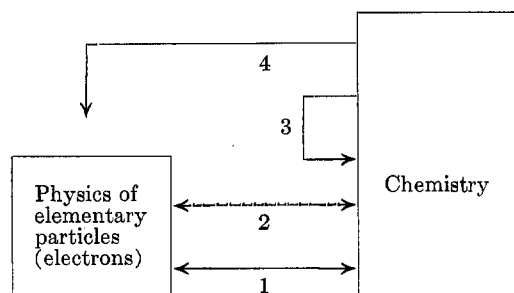 4
3
Physics of
elementary
particles
(electrons)
Chemistry
2
1